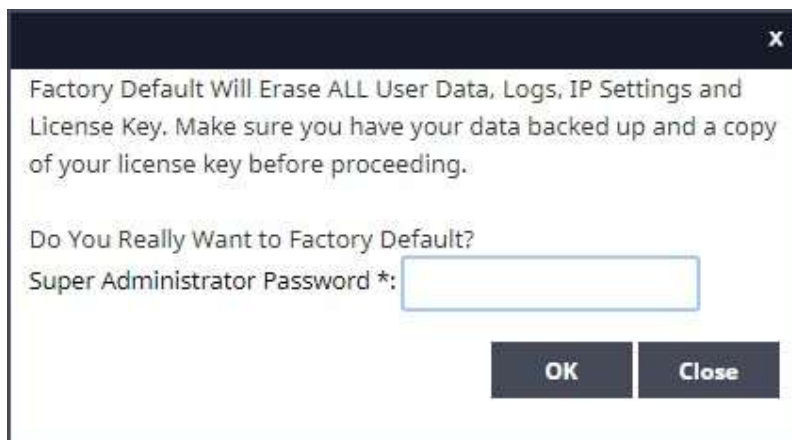 x
Factory Default Will Erase ALL User Data, Logs, IP Settings and
License Key. Make sure you have your data backed up and a copy
of your license key before proceeding.
Do You Really Want to Factory Default?
Super Administrator Password *:
OK Close